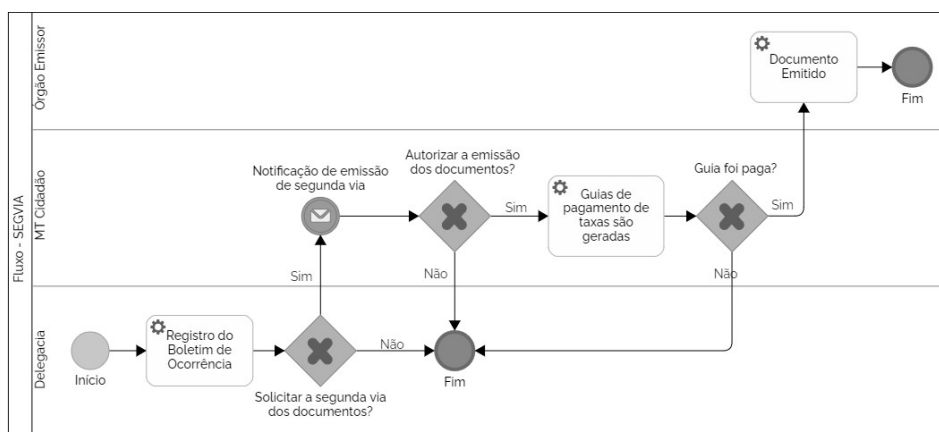 Fluxo - SEGVIA
Órgão Emissor
Documento
Emitido
Fim
MT Cidadão
Notificação de emissão
de segunda via
Autorizar a emissão
dos documentos?
Sim
Guias de
pagamento de
taxas são
geradas
Guia foi paga?
Sim
Sim
Não
Não
Delegacia
Início
Registro do
Boletim de
Ocorrência
Solicitar a segunda via
dos documentos?
Não
Fim